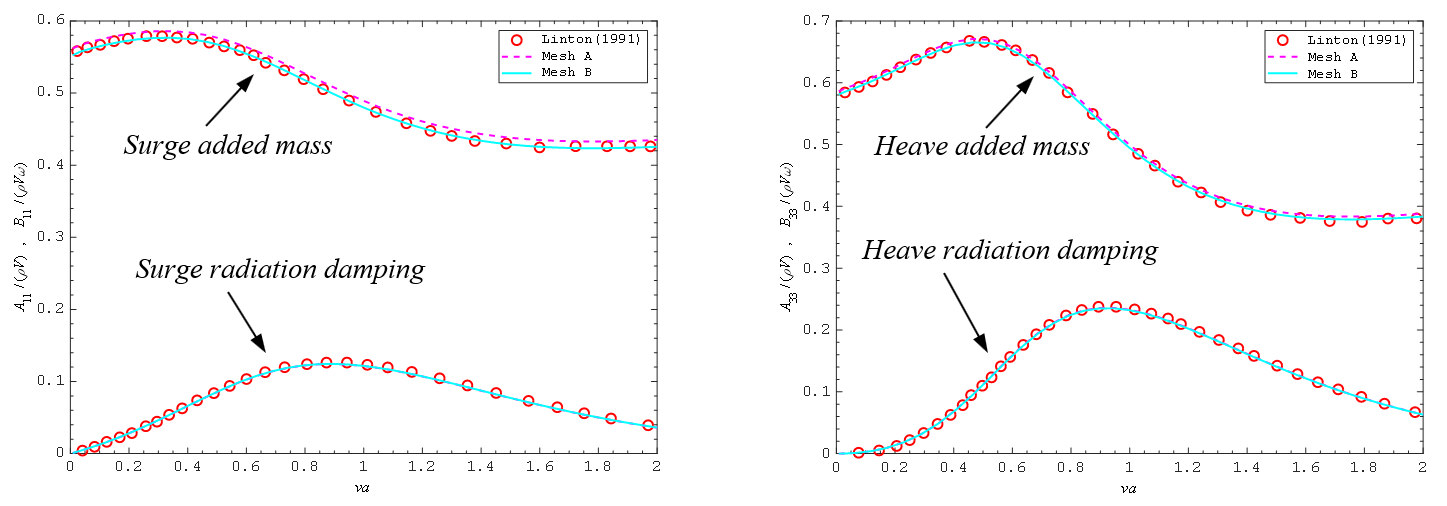 0.6
0.5
0.4
0.3
0.2
0.1
0
A11/(ρV) , B11/(ρVω)
Linton(1991)
Mesh A
Mesh B
Surge added mass
Surge radiation damping
0 0.2 0.4 0.6 0.8 1 1.2 1.4 1.6 1.8 2
νa
0.7
0.6
0.5
0.4
0.3
0.2
0.1
0
A33/(ρV) , B33/(ρVω)
Linton(1991)
Mesh A
Mesh B
Heave added mass
Heave radiation damping
0 0.2 0.4 0.6 0.8 1 1.2 1.4 1.6 1.8 2
νa